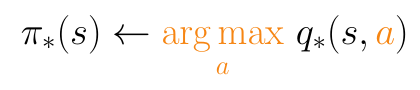 π∗(s) ← arg max q∗(s, a)
a